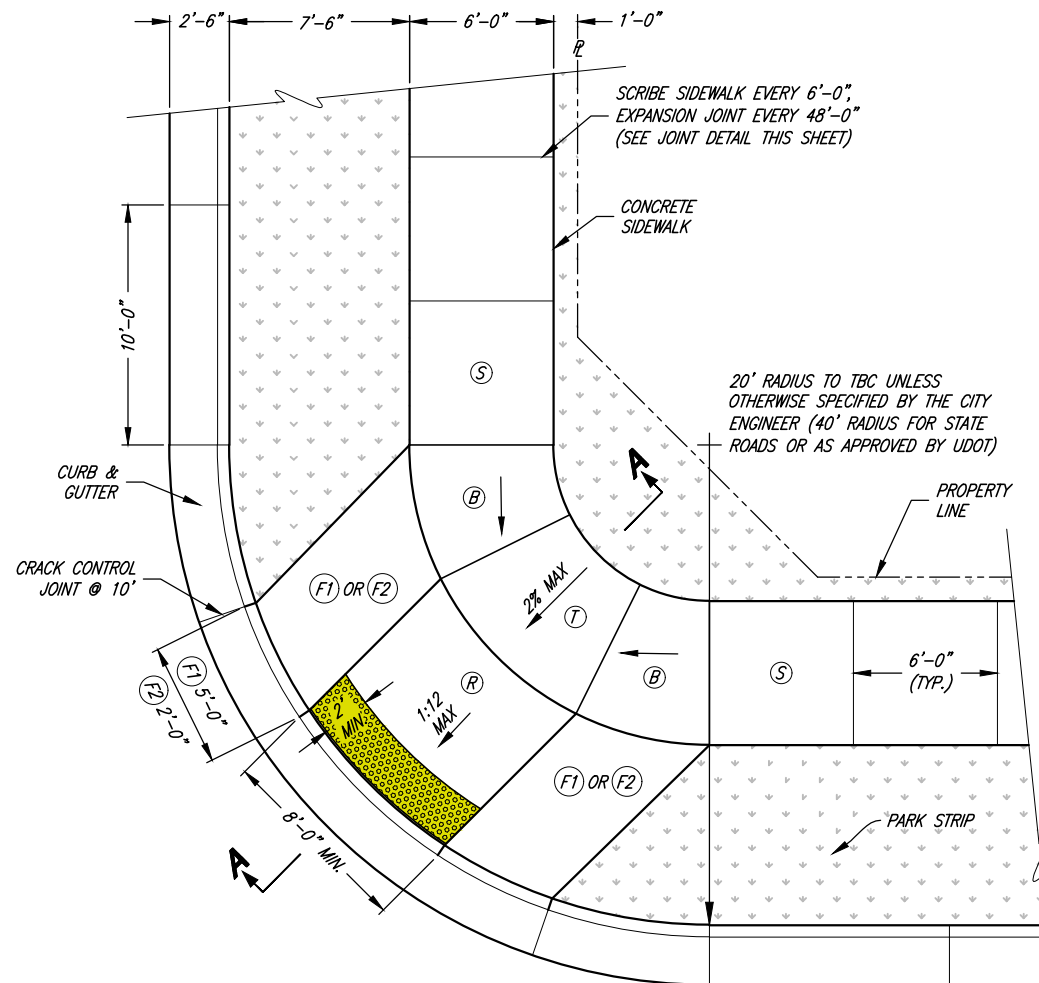 2'-6"
7'-6"
6'-0"
1'-0"
PL
SCRIBE SIDEWALK EVERY 6'-0",
EXPANSION JOINT EVERY 48'-0"
(SEE JOINT DETAIL THIS SHEET)
CONCRETE
SIDEWALK
10'-0"
S
20' RADIUS TO TBC UNLESS
OTHERWISE SPECIFIED BY THE CITY
ENGINEER (40' RADIUS FOR STATE
ROADS OR AS APPROVED BY UDOT)
CURB &
GUTTER
A
B
PROPERTY
LINE
CRACK CONTROL
JOINT @ 10'
F1 OR F2
2% MAX
T
F1 5'-0"
F2 2'-0"
B
S
6'-0"
(TYP.)
R
2'
MIN.
1:12
MAX
F1 OR F2
8'-0" MIN.
PARK STRIP
A